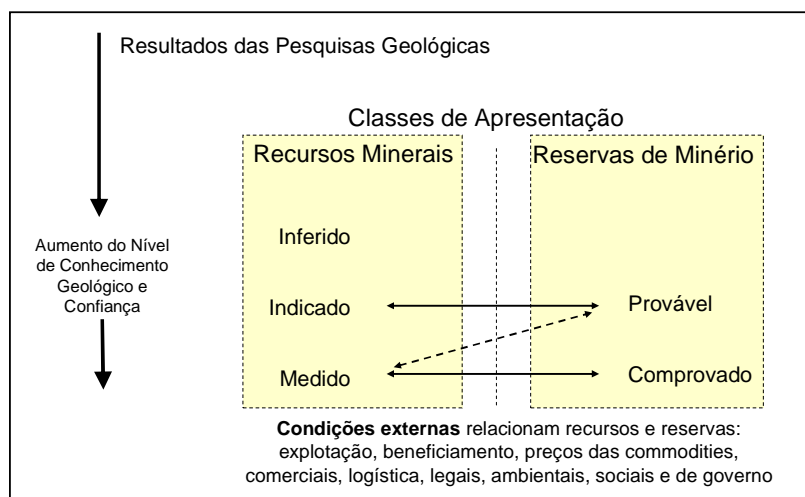 Resultados das Pesquisas Geológicas
Classes de Apresentação
Recursos Minerais
Reservas de Minério
Inferido
Aumento do Nível
de Conhecimento
Geológico e
Confiança
Indicado
Provável
Medido
Comprovado
Condições externas relacionam recursos e reservas:
explotação, beneficiamento, preços das commodities,
comerciais, logística, legais, ambientais, sociais e de governo